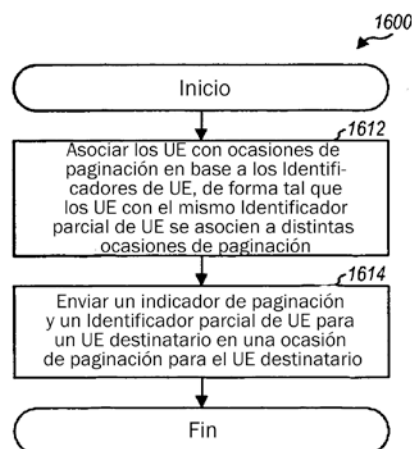 1600
Inicio
1612
Asociar los UE con ocasiones de
paginación en base a los Identifi-
cadores de UE, de forma tal que
los UE con el mismo Identificador
parcial de UE se asocien a distintas
ocasiones de paginación
1614
Enviar un indicador de paginación
y un Identificador parcial de UE para
un UE destinatario en una ocasión
de paginación para el UE destinatario
Fin